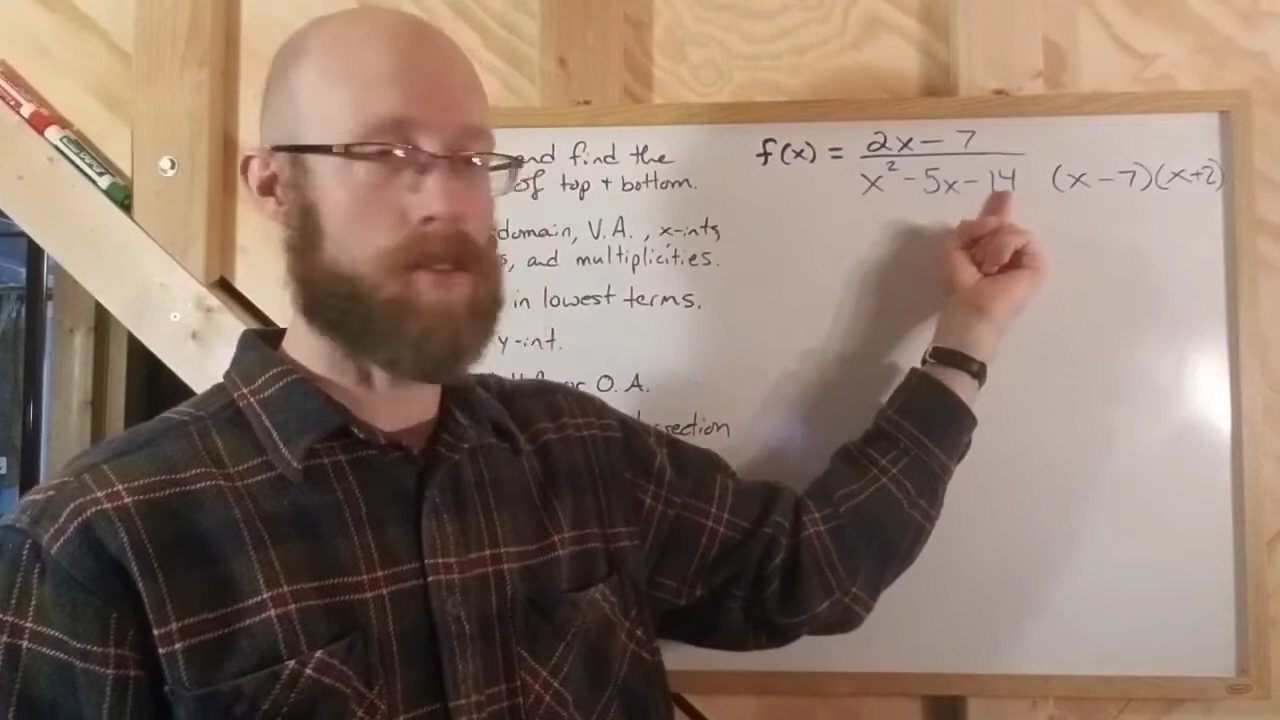 and find the
of top + bottom.
domain, V.A., x-ints,
and multiplicities.
in lowest terms.
y-int.
or O.A.
f(x) = 2x - 7
x² - 5x - 14 (x - 7)(x + 2)